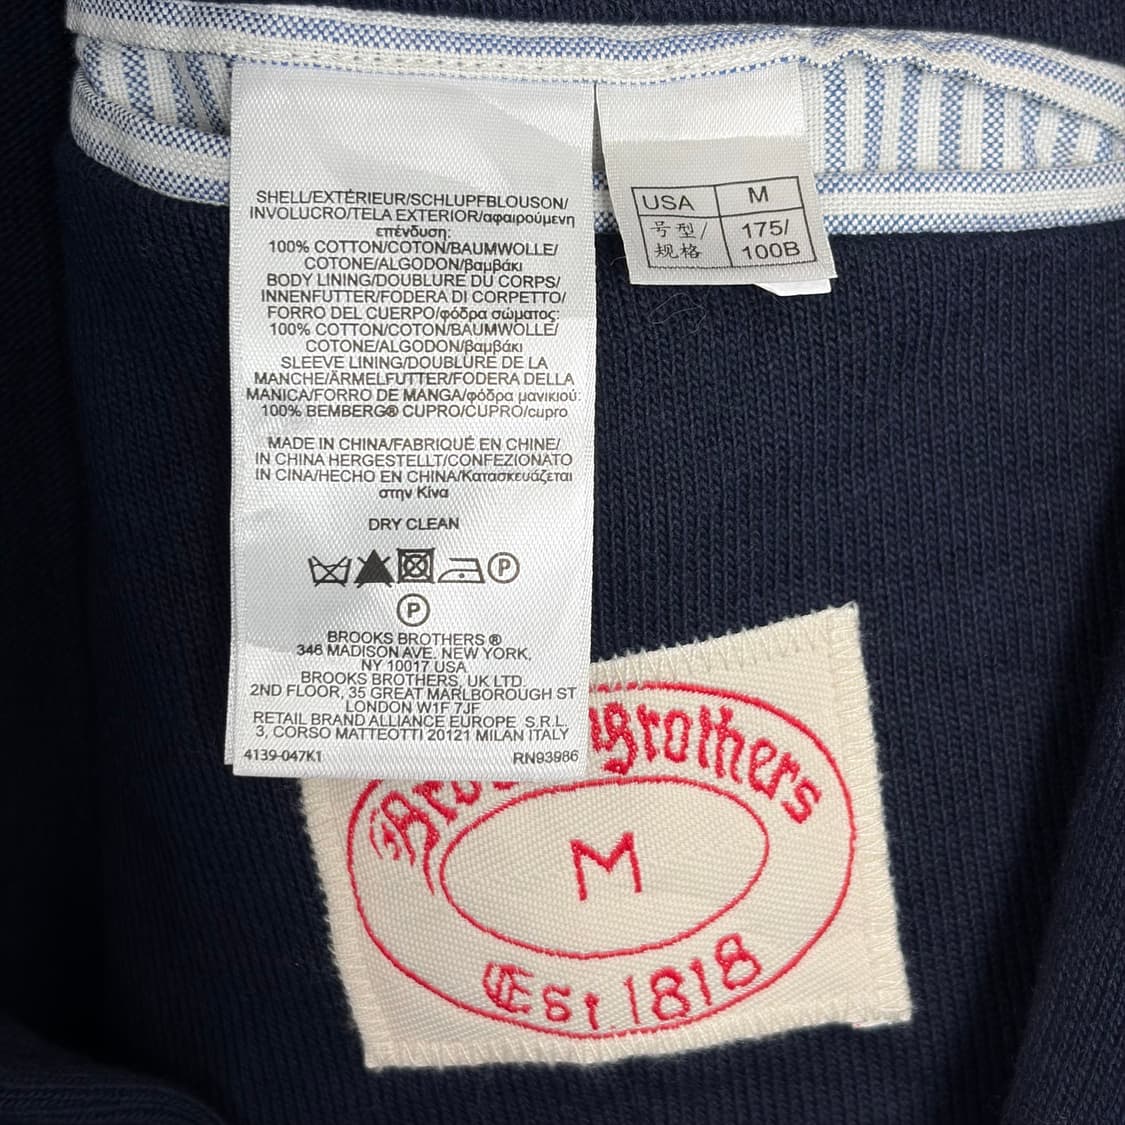 SHELL/EXTÉRIEUR/SCHLUPFBLOUSON/
INVOLUCRO/TELA EXTERIOR/αφαιρούμενη
επένδυση:
100% COTTON/COTON/BAUMWOLLE/
COTONE/ALGODON/βαμβάκι
BODY LINING/DOUBLURE DU CORPS/
INNENFUTTER/FODERA DI CORPETTO/
FORRO DEL CUERPO/φόδρα σώματος:
100% COTTON/COTON/BAUMWOLLE/
COTONE/ALGODON/βαμβάκι
SLEEVE LINING/DOUBLURE DE LA
MANCHE/ÄRMELFUTTER/FODERA DELLA
MANICA/FORRO DE MANGA/φόδρα μανικιού:
100% BEMBERG® CUPRO/CUPRO/cupro
MADE IN CHINA/FABRIQUÉ EN CHINE/
IN CHINA HERGESTELLT/CONFEZIONATO
IN CINA/HECHO EN CHINA/Κατασκευάζεται
στην Κίνα
DRY CLEAN
P
P
BROOKS BROTHERS ®
346 MADISON AVE. NEW YORK,
NY 10017 USA
BROOKS BROTHERS, UK LTD.
2ND FLOOR, 35 GREAT MARLBOROUGH ST
LONDON W1F 7JF
RETAIL BRAND ALLIANCE EUROPE S.R.L.
3, CORSO MATTEOTTI 20121 MILAN ITALY
4139-047K1 RN93986
USA M
号型/ 175/
规格 100B
Brothers
M
Est 1818